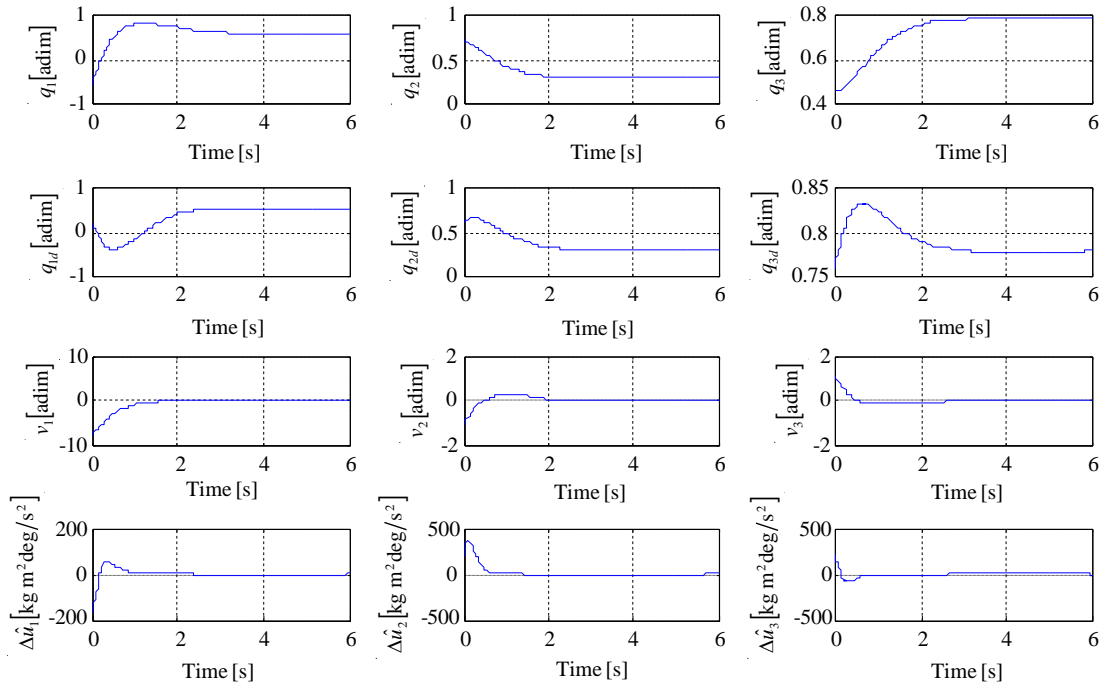 1
0
-1
q₁[adim]
0 2 4 6
Time [s]
1
0.5
0
q₂[adim]
0 2 4 6
Time [s]
0.8
0.6
0.4
q₃[adim]
0 2 4 6
Time [s]
1
0
-1
q₁d[adim]
0 2 4 6
Time [s]
1
0.5
0
q₂d[adim]
0 2 4 6
Time [s]
0.85
0.8
0.75
q₃d[adim]
0 2 4 6
Time [s]
10
0
-10
v₁[adim]
0 2 4 6
Time [s]
2
0
-2
v₂[adim]
0 2 4 6
Time [s]
2
0
-2
v₃[adim]
0 2 4 6
Time [s]
200
0
-200
Δû₁[kg m² deg/s²]
0 2 4 6
Time [s]
500
0
-500
Δû₂[kg m² deg/s²]
0 2 4 6
Time [s]
500
0
-500
Δû₃[kg m² deg/s²]
0 2 4 6
Time [s]